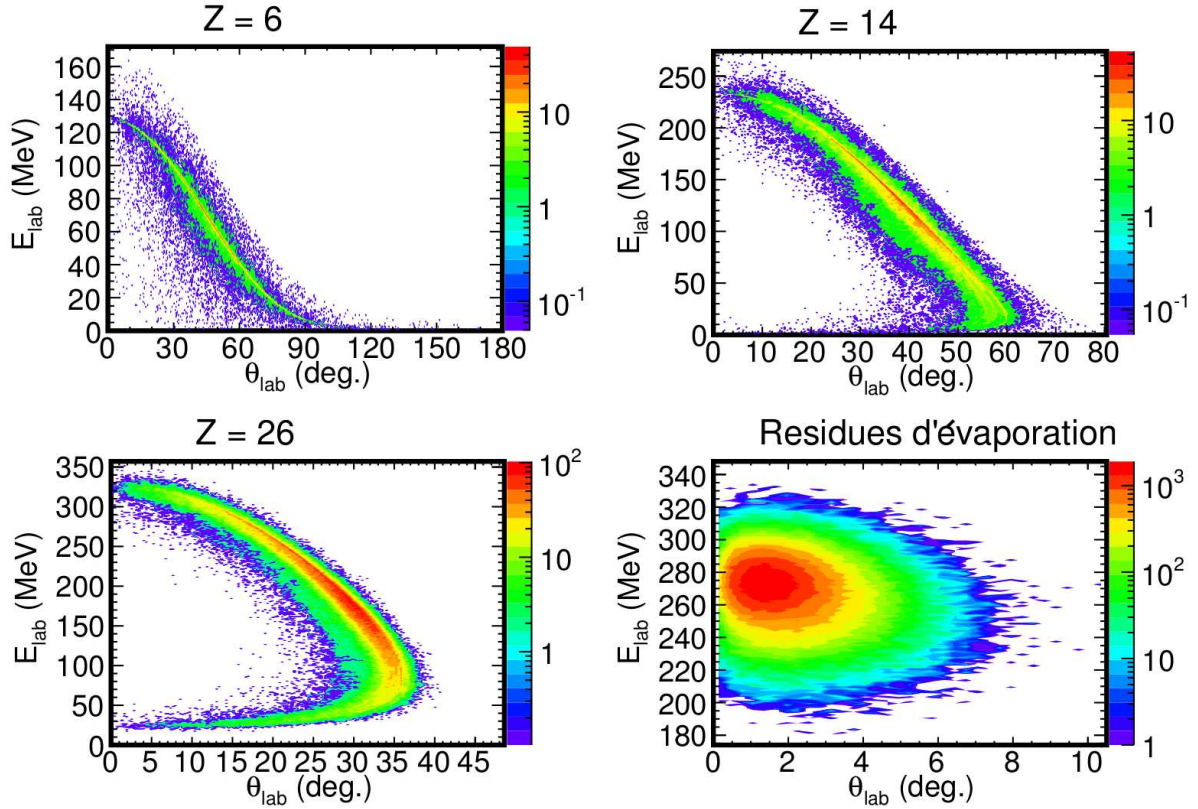 Z = 6
160
140
120
100
80
60
40
20
0
E_lab (MeV)
0 30 60 90 120 150 180
θ_lab (deg.)
10
1
10^-1
Z = 14
250
200
150
100
50
0
E_lab (MeV)
0 10 20 30 40 50 60 70 80
θ_lab (deg.)
10
1
10^-1
Z = 26
350
300
250
200
150
100
50
0
E_lab (MeV)
0 5 10 15 20 25 30 35 40 45
θ_lab (deg.)
10^2
10
1
Residues d'évaporation
340
320
300
280
260
240
220
200
180
E_lab (MeV)
0 2 4 6 8 10
θ_lab (deg.)
10^3
10^2
10
1